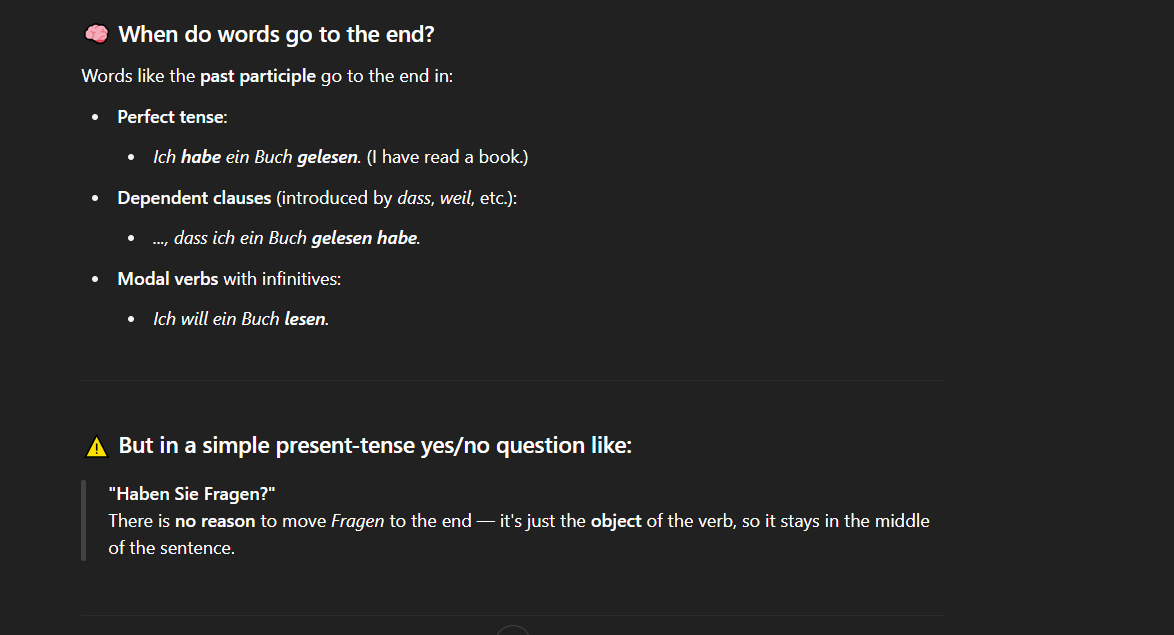 🧠 When do words go to the end?
Words like the past participle go to the end in:
• Perfect tense:
• Ich habe ein Buch gelesen. (I have read a book.)
• Dependent clauses (introduced by dass, weil, etc.):
• ..., dass ich ein Buch gelesen habe.
• Modal verbs with infinitives:
• Ich will ein Buch lesen.
⚠️ But in a simple present-tense yes/no question like:
"Haben Sie Fragen?"
There is no reason to move Fragen to the end — it's just the object of the verb, so it stays in the middle
of the sentence.